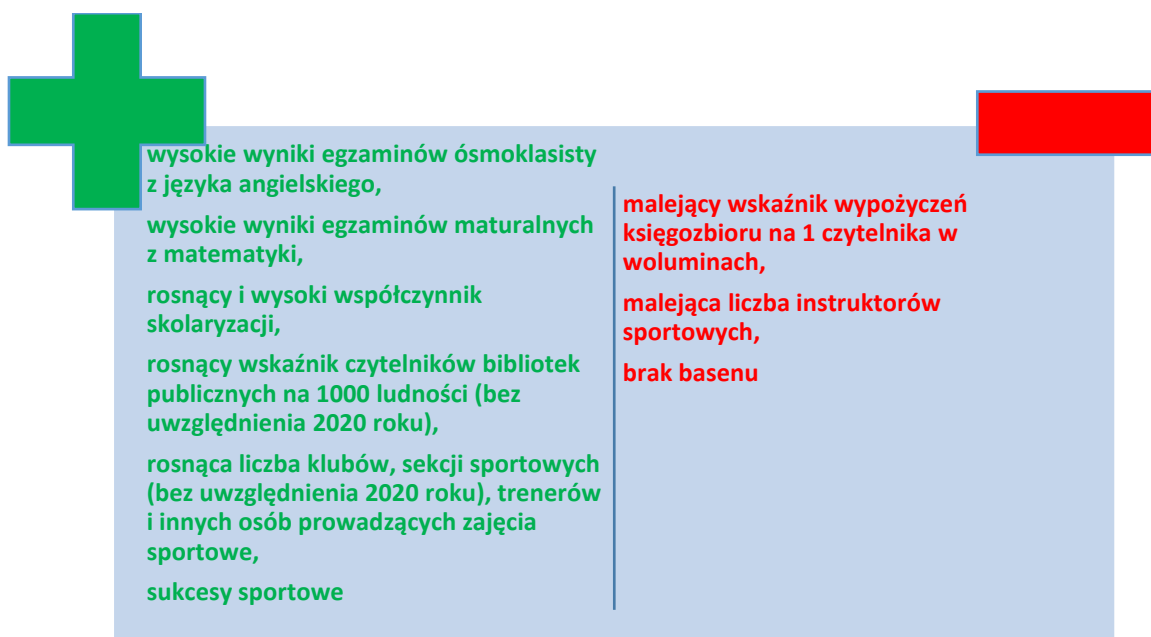 wysokie wyniki egzaminów ósmoklasisty
z języka angielskiego,
wysokie wyniki egzaminów maturalnych
z matematyki,
rosnący i wysoki współczynnik
skolaryzacji,
rosnący wskaźnik czytelników bibliotek
publicznych na 1000 ludności (bez
uwzględnienia 2020 roku),
rosnąca liczba klubów, sekcji sportowych
(bez uwzględnienia 2020 roku), trenerów
i innych osób prowadzących zajęcia
sportowe,
sukcesy sportowe
malejący wskaźnik wypożyczeń
księgozbioru na 1 czytelnika w
woluminach,
malejąca liczba instruktorów
sportowych,
brak basenu